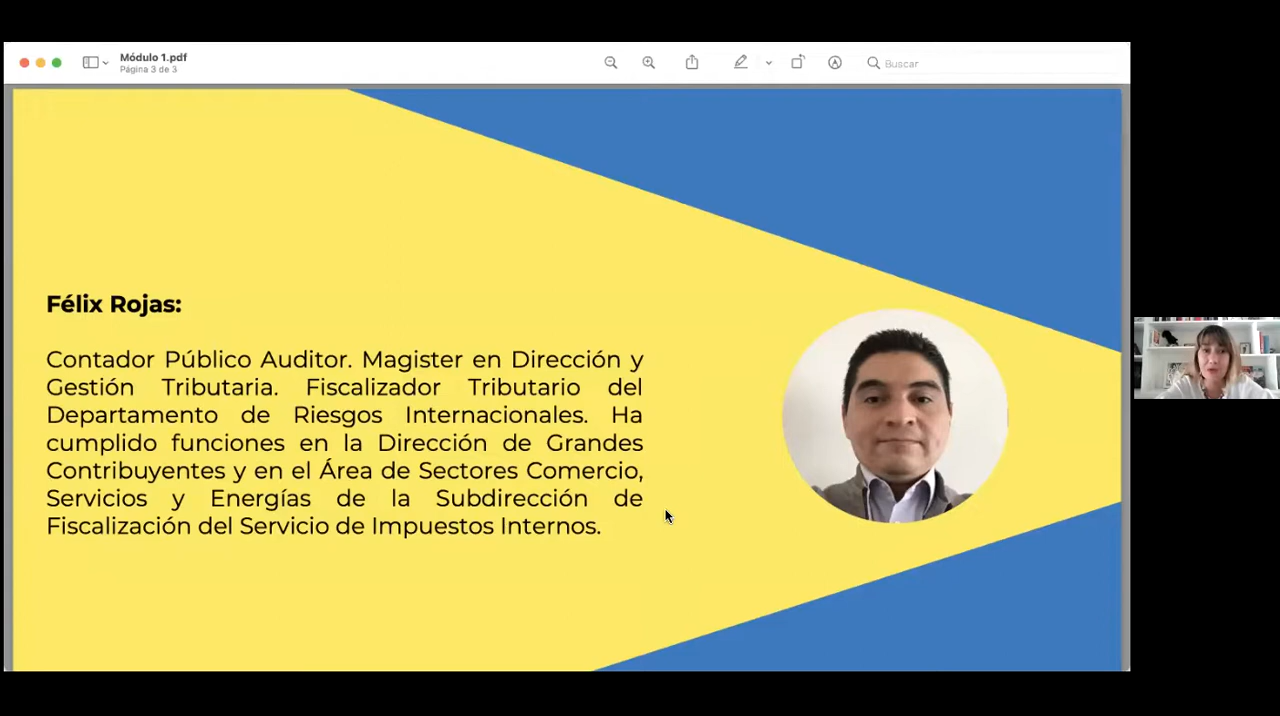 Módulo 1.pdf
Página 3 de 3
Buscar
Félix Rojas:
Contador Público Auditor. Magister en Dirección y
Gestión Tributaria. Fiscalizador Tributario del
Departamento de Riesgos Internacionales. Ha
cumplido funciones en la Dirección de Grandes
Contribuyentes y en el Área de Sectores Comercio,
Servicios y Energías de la Subdirección de
Fiscalización del Servicio de Impuestos Internos.